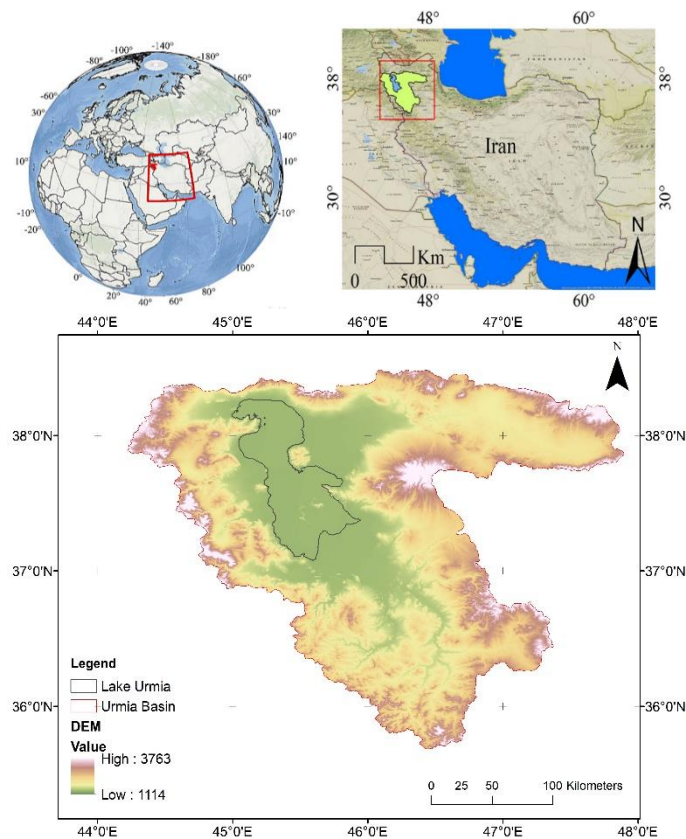 -100° -140°
-80° -180°
-60° 160°
-30° 140°
10° 10°
-10° -10°
-20° 100°
0° 80°
20° 40° 60°
48° 60°
38° 38°
Iran
30° 30°
N
Km
0 500
48° 60°
44°0'E 45°0'E 46°0'E 47°0'E 48°0'E
N
38°0'N 38°0'N
37°0'N 37°0'N
Legend
Lake Urmia
Urmia Basin
36°0'N 36°0'N
DEM
Value
High : 3763
Low : 1114
0 25 50 100 Kilometers
44°0'E 45°0'E 46°0'E 47°0'E 48°0'E